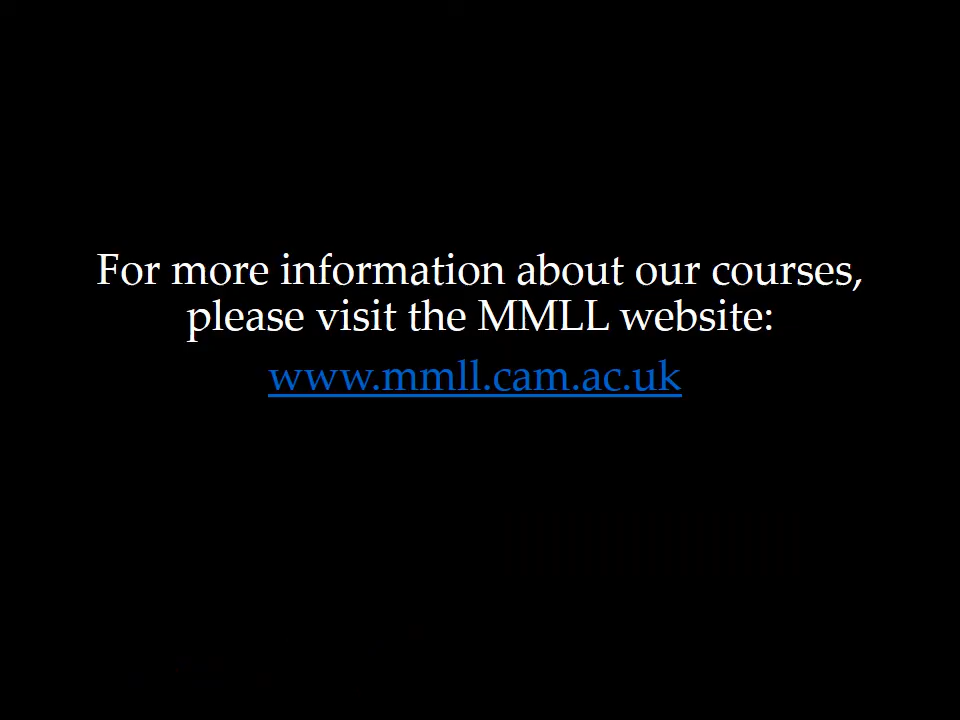 For more information about our courses,
please visit the MMLL website:
www.mmll.cam.ac.uk